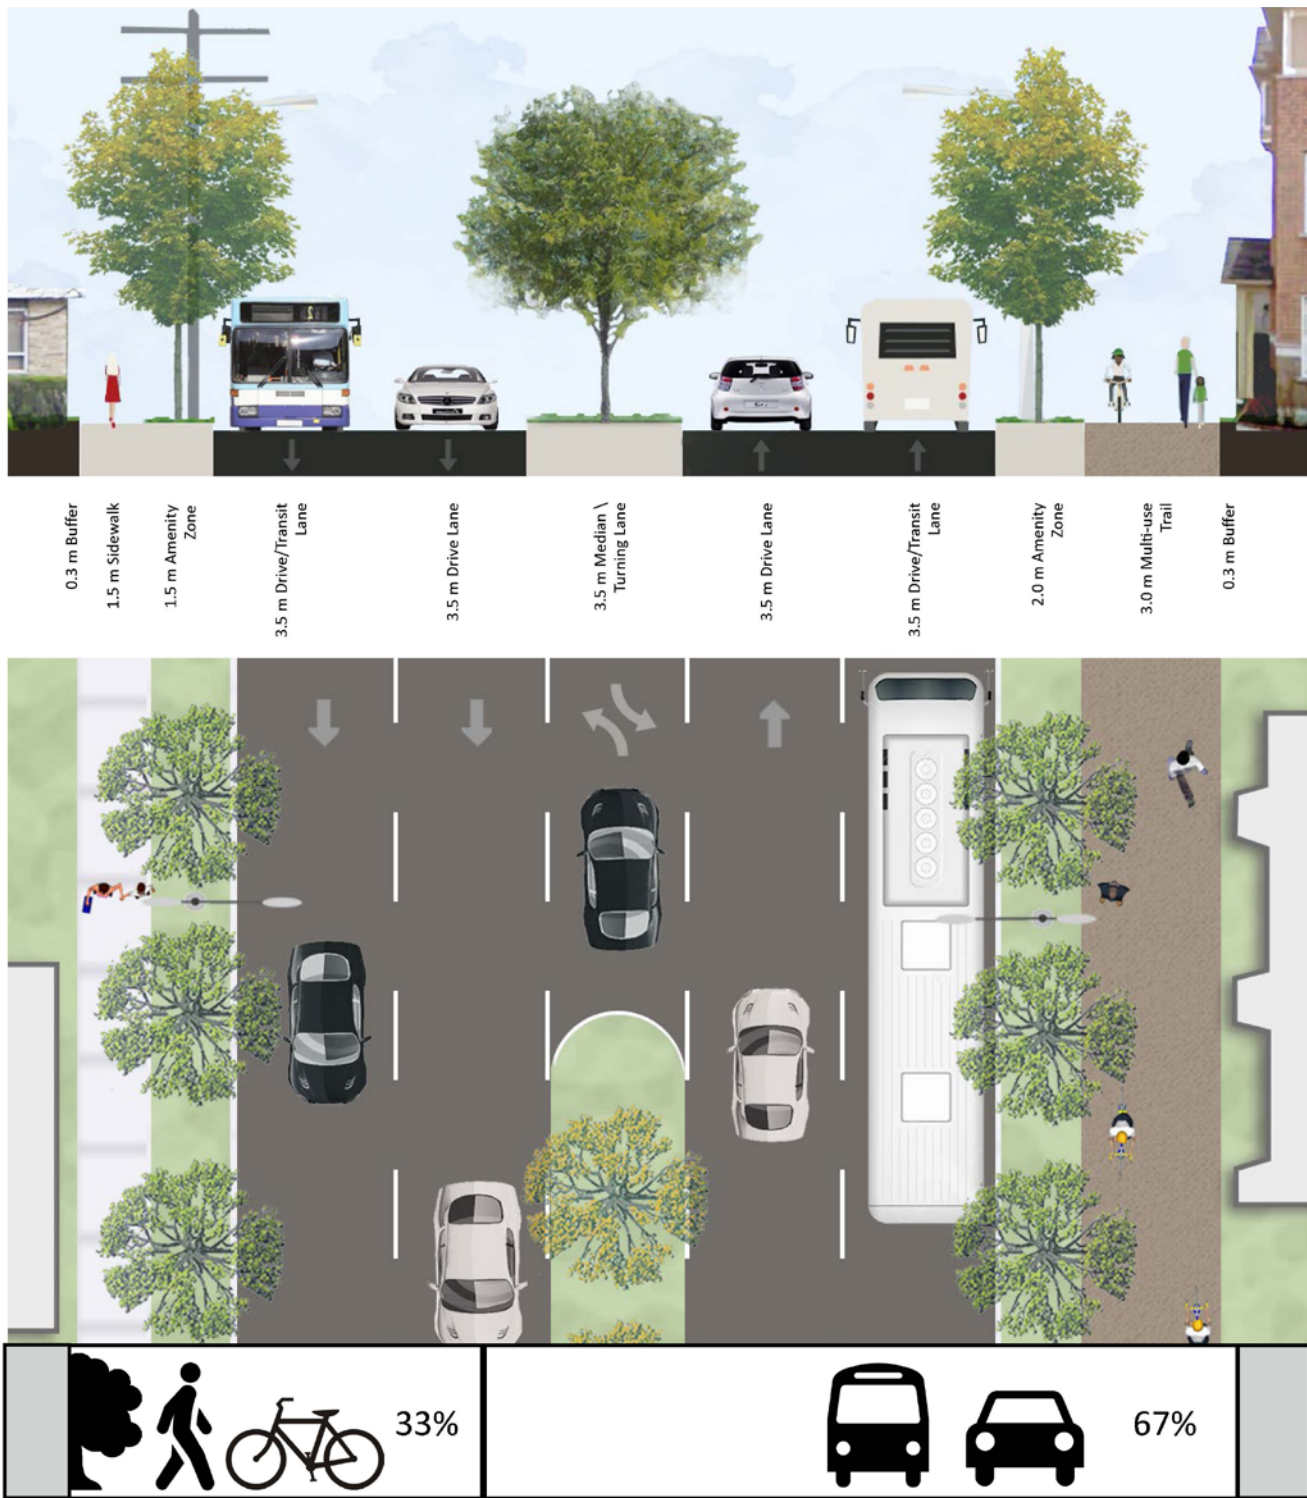 0.3 m Buffer
1.5 m Sidewalk
1.5 m Amenity
Zone
3.5 m Drive/Transit
Lane
3.5 m Drive Lane
3.5 m Median \
Turning Lane
3.5 m Drive Lane
3.5 m Drive/Transit
Lane
2.0 m Amenity
Zone
3.0 m Multi-use
Trail
0.3 m Buffer
33%
67%